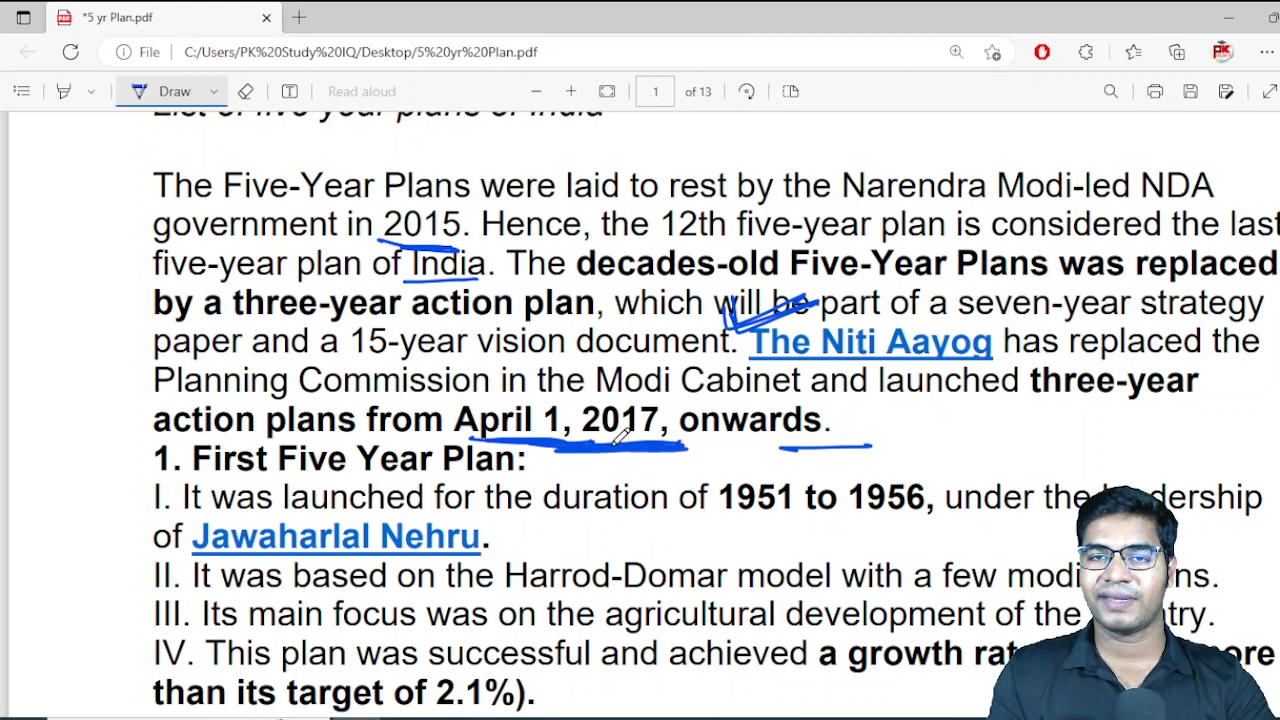 *5 yr Plan.pdf
File C:/Users/PK%20Study%20IQ/Desktop/5%20yr%20Plan.pdf
Draw Read aloud 1 of 13
List of five year plans of India
The Five-Year Plans were laid to rest by the Narendra Modi-led NDA
government in 2015. Hence, the 12th five-year plan is considered the last
five-year plan of India. The decades-old Five-Year Plans was replaced
by a three-year action plan, which will be part of a seven-year strategy
paper and a 15-year vision document. The Niti Aayog has replaced the
Planning Commission in the Modi Cabinet and launched three-year
action plans from April 1, 2017, onwards.
1. First Five Year Plan:
I. It was launched for the duration of 1951 to 1956, under the leadership
of Jawaharlal Nehru.
II. It was based on the Harrod-Domar model with a few
III. Its main focus was on the agricultural development of the
IV. This plan was successful and achieved a growth
than its target of 2.1%).